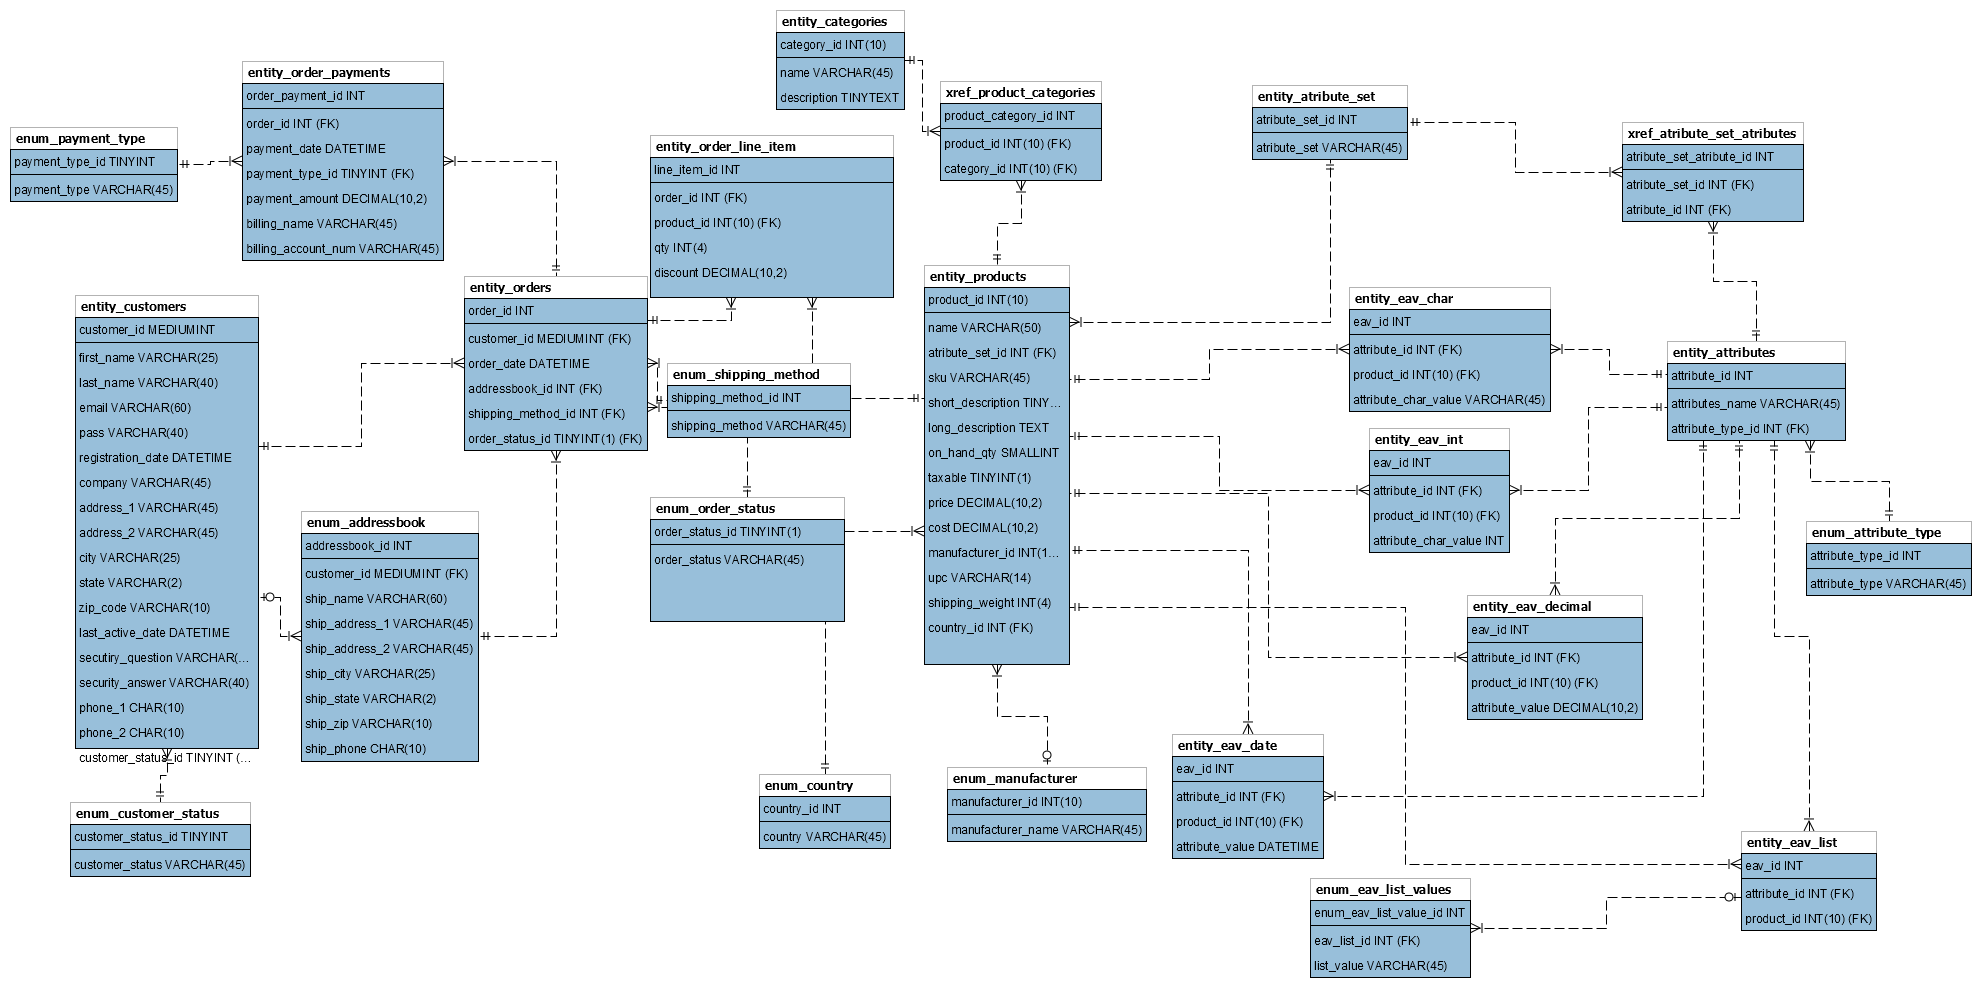 entity_categories
category_id INT(10)
name VARCHAR(45)
description TINYTEXT
entity_order_payments
order_payment_id INT
order_id INT (FK)
payment_date DATETIME
payment_type_id TINYINT (FK)
payment_amount DECIMAL(10,2)
billing_name VARCHAR(45)
billing_account_num VARCHAR(45)
enum_payment_type
payment_type_id TINYINT
payment_type VARCHAR(45)
entity_order_line_item
line_item_id INT
order_id INT (FK)
product_id INT(10) (FK)
qty INT(4)
discount DECIMAL(10,2)
xref_product_categories
product_category_id INT
product_id INT(10) (FK)
category_id INT(10) (FK)
entity_atribute_set
atribute_set_id INT
atribute_set VARCHAR(45)
xref_atribute_set_atributes
atribute_set_atribute_id INT
atribute_set_id INT (FK)
atribute_id INT (FK)
entity_customers
customer_id MEDIUMINT
first_name VARCHAR(25)
last_name VARCHAR(40)
email VARCHAR(60)
pass VARCHAR(40)
registration_date DATETIME
company VARCHAR(45)
address_1 VARCHAR(45)
address_2 VARCHAR(45)
city VARCHAR(25)
state VARCHAR(2)
zip_code VARCHAR(10)
last_active_date DATETIME
secutiry_question VARCHAR(...
security_answer VARCHAR(40)
phone_1 CHAR(10)
phone_2 CHAR(10)
customer_status_id TINYINT (...
entity_orders
order_id INT
customer_id MEDIUMINT (FK)
order_date DATETIME
addressbook_id INT (FK)
shipping_method_id INT (FK)
order_status_id TINYINT(1) (FK)
enum_shipping_method
shipping_method_id INT
shipping_method VARCHAR(45)
entity_products
product_id INT(10)
name VARCHAR(50)
atribute_set_id INT (FK)
sku VARCHAR(45)
short_description TINY...
long_description TEXT
on_hand_qty SMALLINT
taxable TINYINT(1)
price DECIMAL(10,2)
cost DECIMAL(10,2)
manufacturer_id INT(1...
upc VARCHAR(14)
shipping_weight INT(4)
country_id INT (FK)
entity_eav_char
eav_id INT
attribute_id INT (FK)
product_id INT(10) (FK)
attribute_char_value VARCHAR(45)
entity_attributes
attribute_id INT
attributes_name VARCHAR(45)
attribute_type_id INT (FK)
entity_eav_int
eav_id INT
attribute_id INT (FK)
product_id INT(10) (FK)
attribute_char_value INT
enum_addressbook
addressbook_id INT
customer_id MEDIUMINT (FK)
ship_name VARCHAR(60)
ship_address_1 VARCHAR(45)
ship_address_2 VARCHAR(45)
ship_city VARCHAR(25)
ship_state VARCHAR(2)
ship_zip VARCHAR(10)
ship_phone CHAR(10)
enum_order_status
order_status_id TINYINT(1)
order_status VARCHAR(45)
enum_attribute_type
attribute_type_id INT
attribute_type VARCHAR(45)
entity_eav_decimal
eav_id INT
attribute_id INT (FK)
product_id INT(10) (FK)
attribute_value DECIMAL(10,2)
entity_eav_date
eav_id INT
attribute_id INT (FK)
product_id INT(10) (FK)
attribute_value DATETIME
enum_customer_status
customer_status_id TINYINT
customer_status VARCHAR(45)
enum_country
country_id INT
country VARCHAR(45)
enum_manufacturer
manufacturer_id INT(10)
manufacturer_name VARCHAR(45)
entity_eav_list
eav_id INT
attribute_id INT (FK)
product_id INT(10) (FK)
enum_eav_list_values
enum_eav_list_value_id INT
eav_list_id INT (FK)
list_value VARCHAR(45)